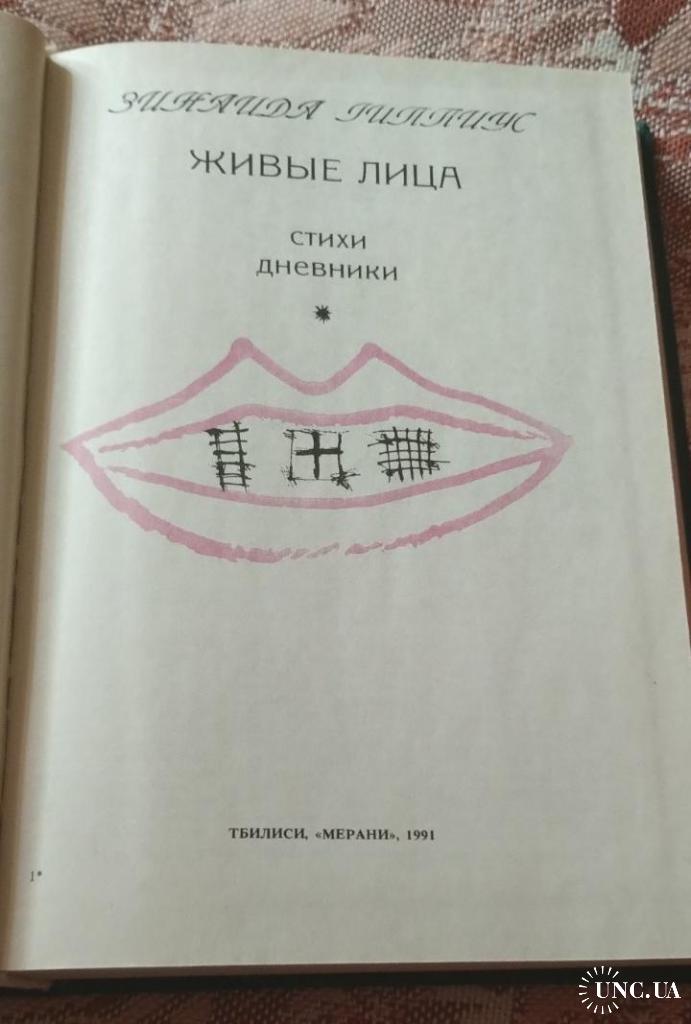 ЗИНАИДА ГИППИУС
ЖИВЫЕ ЛИЦА
СТИХИ
ДНЕВНИКИ
*
ТБИЛИСИ, «МЕРАНИ», 1991
1*
UNC.UA